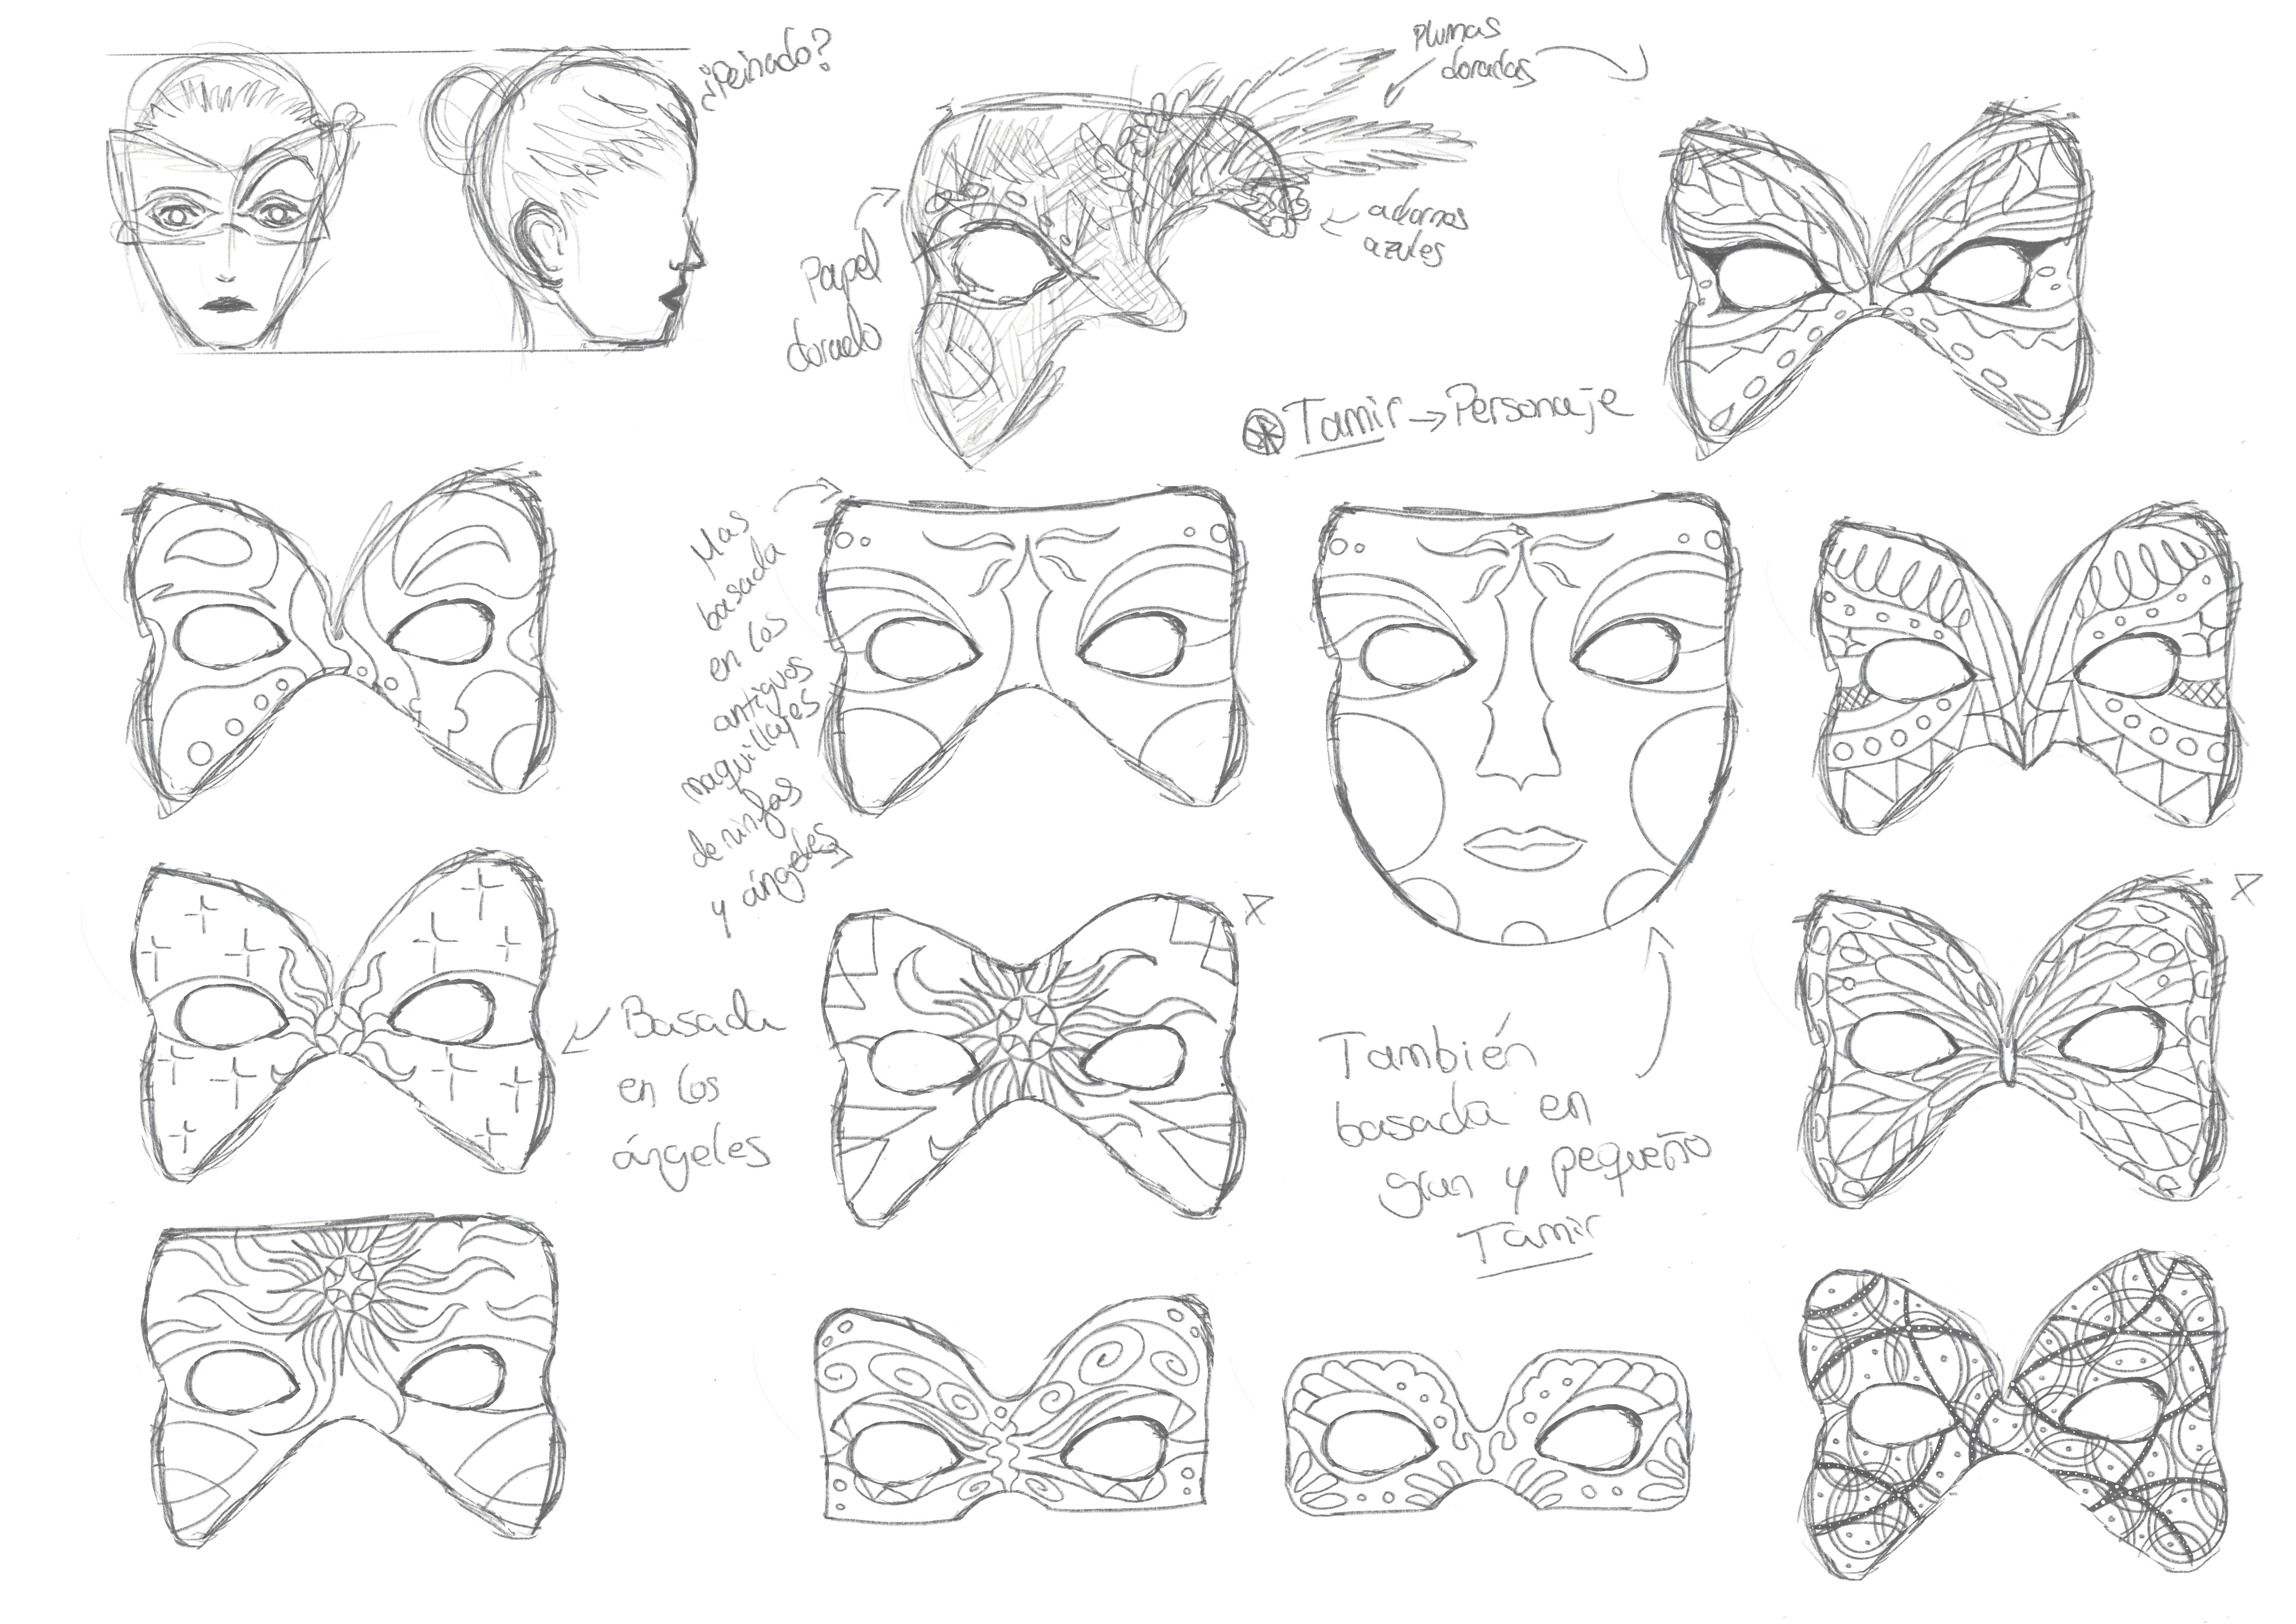 ¿Peinado?
Plumas
doradas
adornos
azules
Papel
dorado
Tamir → Personaje
Mas
basada
en los
antiguos
maquillajes
de ninfas
y ángeles
Basada
en los
ángeles
También
basada en
gran y pequeño
Tamir